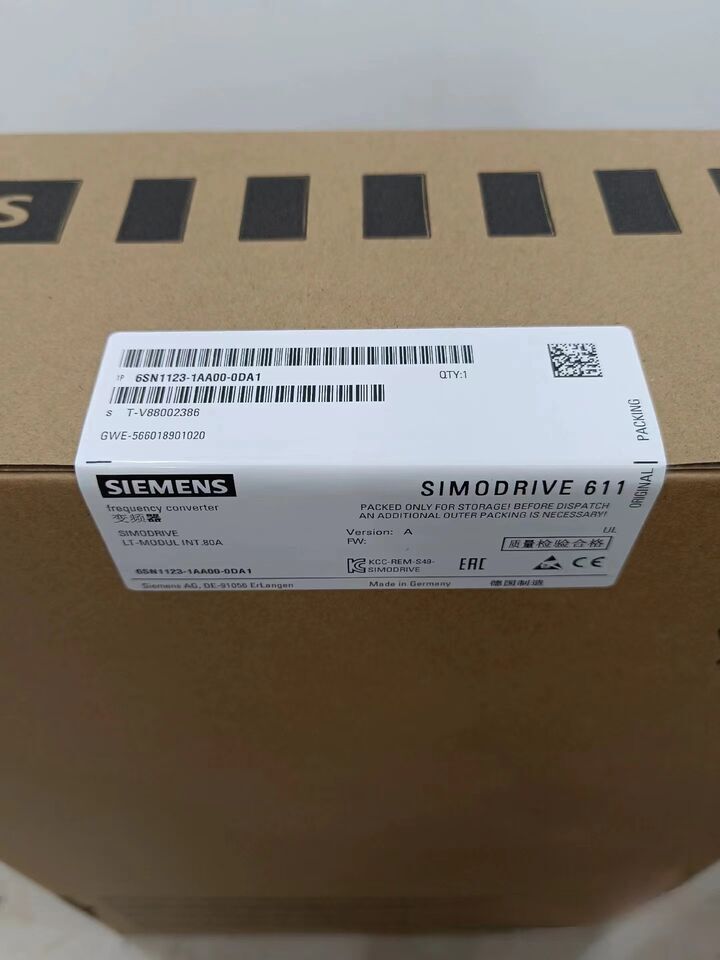 S
1P 6SN1123-1AA00-0DA1
QTY:1
S T-V88002386
GWE-566018901020
ORIGINAL PACKING
SIEMENS
SIMODRIVE 611
frequency converter
变频器
PACKED ONLY FOR STORAGE! BEFORE DISPATCH
AN ADDITIONAL OUTER PACKING IS NECESSARY!
SIMODRIVE
LT-MODUL INT.80A
Version: A
FW:
UL
质量检验合格
KCC-REM-S49-
SIMODRIVE
EAC
CE
6SN1123-1AA00-0DA1
Siemens AG, DE-91056 Erlangen
Made in Germany
德国制造